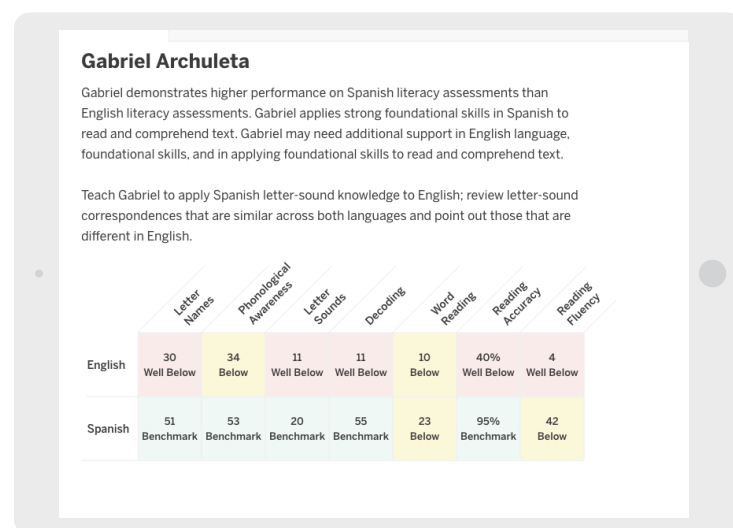 Gabriel Archuleta
Gabriel demonstrates higher performance on Spanish literacy assessments than
English literacy assessments. Gabriel applies strong foundational skills in Spanish to
read and comprehend text. Gabriel may need additional support in English language,
foundational skills, and in applying foundational skills to read and comprehend text.
Teach Gabriel to apply Spanish letter-sound knowledge to English; review letter-sound
correspondences that are similar across both languages and point out those that are
different in English.
Letter
Names
Phonological
Awareness
Letter
Sounds
Decoding
Word
Reading
Reading
Accuracy
Reading
Fluency
English
30 34 11 11 10 40% 4
Well Below Below Well Below Well Below Below Well Below Well Below
Spanish
51 53 20 55 23 95% 42
Benchmark Benchmark Benchmark Benchmark Below Benchmark Below